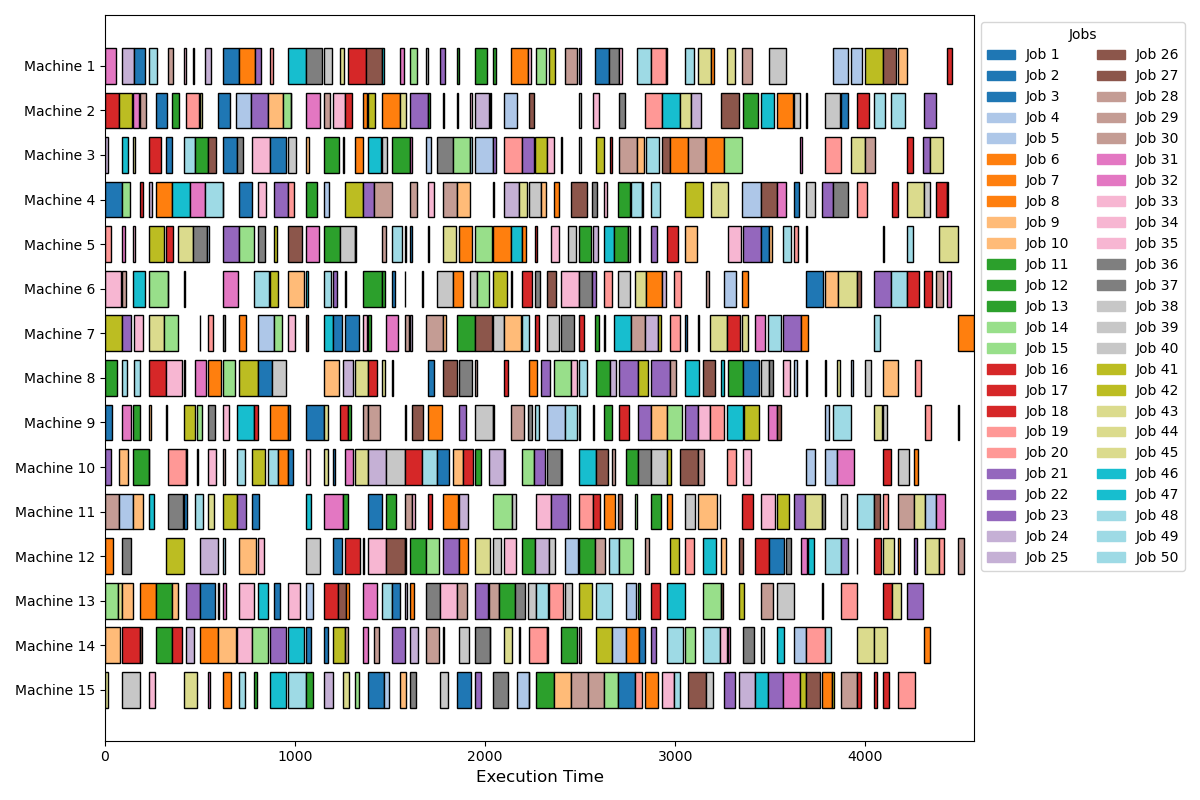 Machine 1
Machine 2
Machine 3
Machine 4
Machine 5
Machine 6
Machine 7
Machine 8
Machine 9
Machine 10
Machine 11
Machine 12
Machine 13
Machine 14
Machine 15
0 1000 2000 3000 4000
Execution Time
Jobs
Job 1
Job 2
Job 3
Job 4
Job 5
Job 6
Job 7
Job 8
Job 9
Job 10
Job 11
Job 12
Job 13
Job 14
Job 15
Job 16
Job 17
Job 18
Job 19
Job 20
Job 21
Job 22
Job 23
Job 24
Job 25
Job 26
Job 27
Job 28
Job 29
Job 30
Job 31
Job 32
Job 33
Job 34
Job 35
Job 36
Job 37
Job 38
Job 39
Job 40
Job 41
Job 42
Job 43
Job 44
Job 45
Job 46
Job 47
Job 48
Job 49
Job 50